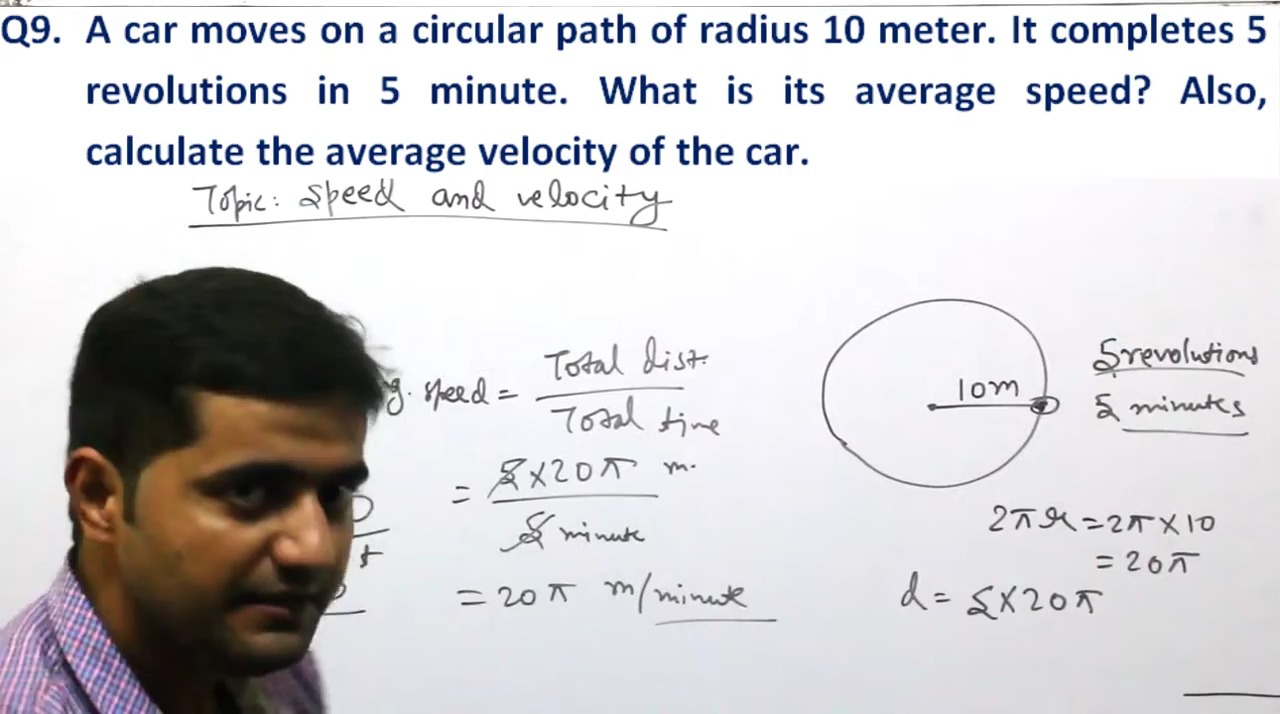 Q9. A car moves on a circular path of radius 10 meter. It completes 5
revolutions in 5 minute. What is its average speed? Also,
calculate the average velocity of the car.
Topic: Speed and velocity
g. speed = Total dist. / Total time
= 5×20π m. / 5 minute
= 20π m/minute
10m
5 revolutions
5 minutes
2πr = 2π×10
= 20π
d = 5×20π